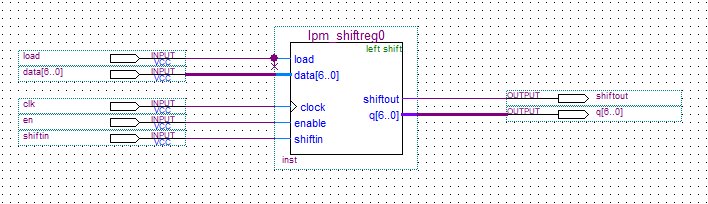 lpm_shiftreg0
left shift
load INPUT VCC load
data[6..0] INPUT VCC data[6..0]
shiftout OUTPUT shiftout
clk INPUT VCC clock
q[6..0] OUTPUT q[6..0]
en INPUT VCC enable
shiftin INPUT VCC shiftin
inst